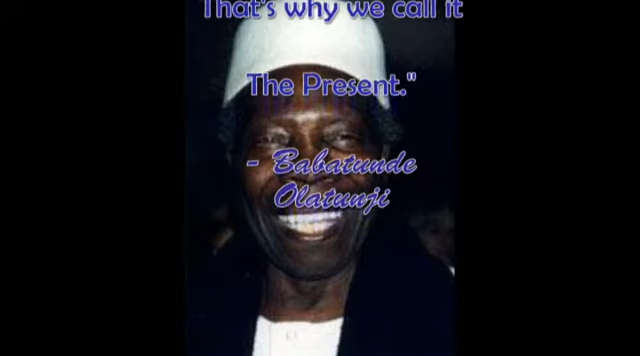 That's why we call it
The Present."
- Babatunde
Olatunji